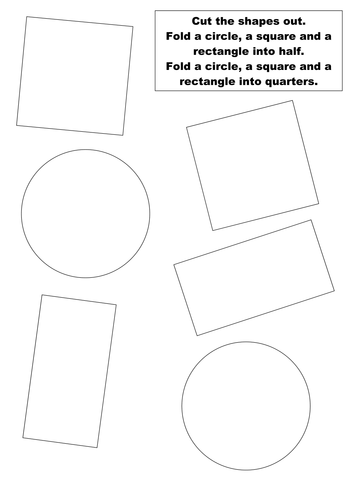 Cut the shapes out.
Fold a circle, a square and a
rectangle into half.
Fold a circle, a square and a
rectangle into quarters.